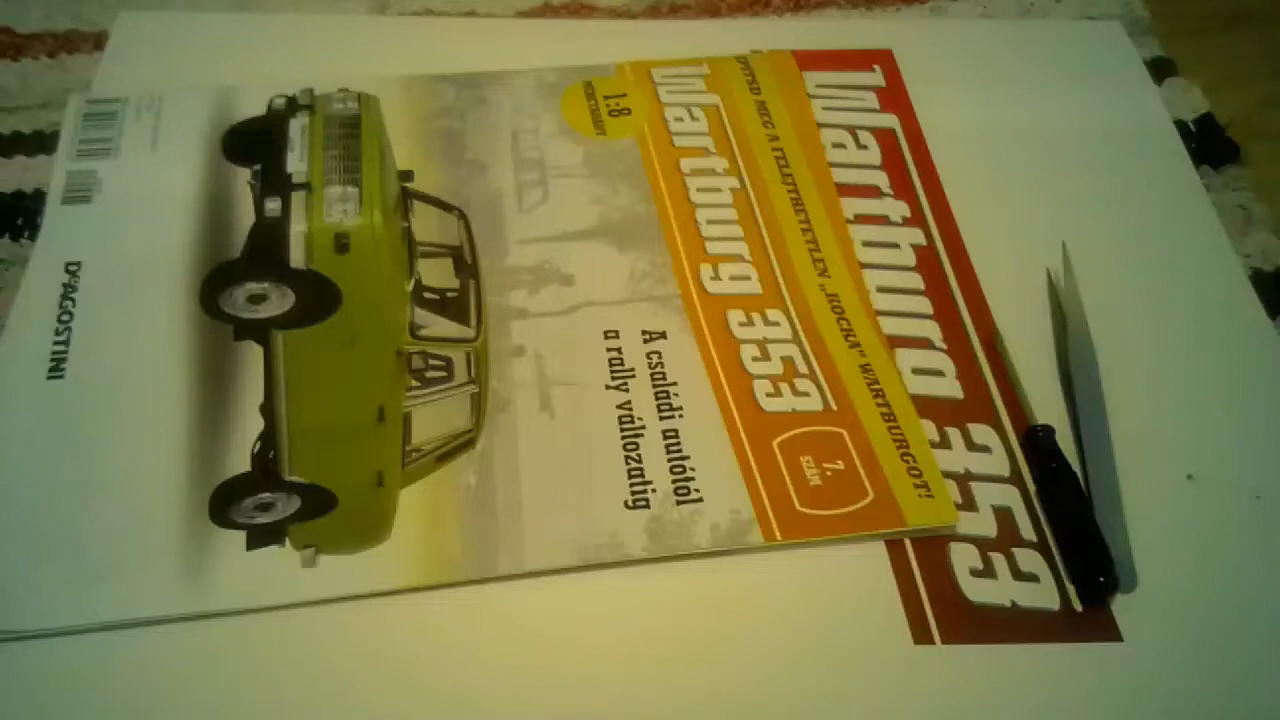 Wartburg 353
ÉPÍTSD MEG A FELEJTHETETLEN „KOCKA” WARTBURGOT!
Wartburg 353
7.
SZÁM
1:8
A családi autótól
a rally változatig
DeAGOSTINI